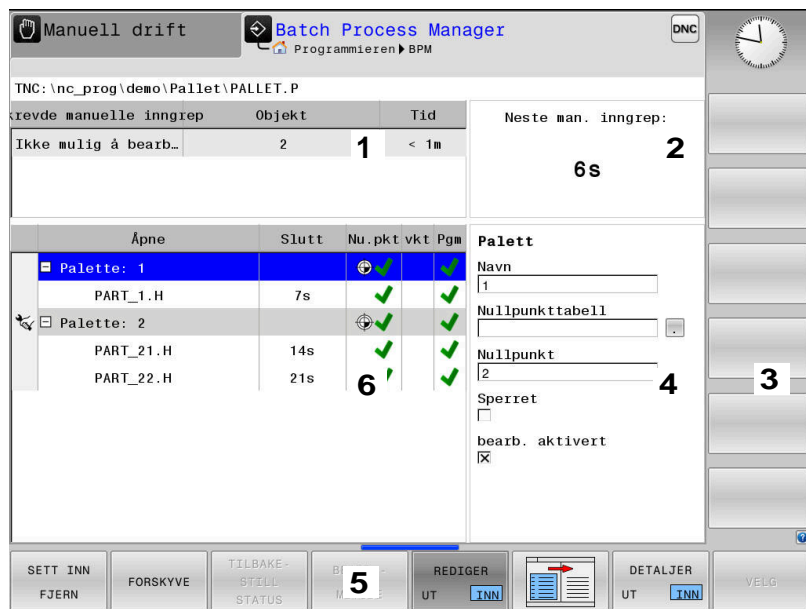 Manuell drift
Batch Process Manager
Programmieren BPM
DNC
TNC:\nc_prog\demo\Pallet\PALLET.P
krevde manuelle inngrep Objekt Tid
Ikke mulig å bearb… 2 < 1m
1
Neste man. inngrep:
2
6s
Åpne Slutt Nu.pkt vkt Pgm
Palette: 1
PART_1.H 7s
Palette: 2
PART_21.H 14s
PART_22.H 21s
6
Palett
Navn
1
Nullpunkttabell
.
Nullpunkt
2
4
Sperret
bearb. aktivert
3
SETT INN
FJERN
FORSKYVE
TILBAKE-
STILL
STATUS
5
REDIGER
UT INN
DETALJER
UT INN
VELG